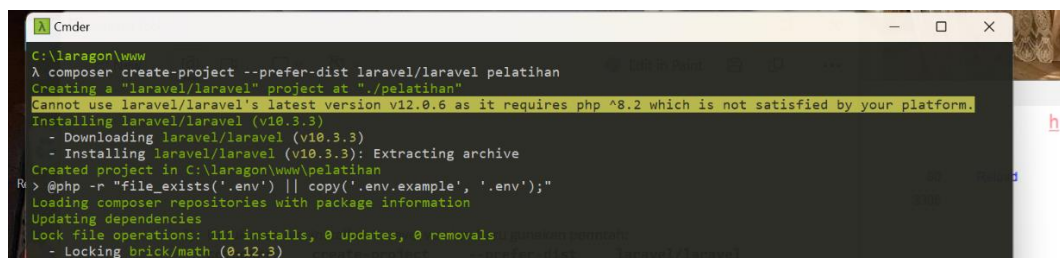 Cmder
C:\laragon\www
λ composer create-project --prefer-dist laravel/laravel pelatihan
Creating a "laravel/laravel" project at "./pelatihan"
Cannot use laravel/laravel's latest version v12.0.6 as it requires php ^8.2 which is not satisfied by your platform.
Installing laravel/laravel (v10.3.3)
- Downloading laravel/laravel (v10.3.3)
- Installing laravel/laravel (v10.3.3): Extracting archive
Created project in C:\laragon\www\pelatihan
> @php -r "file_exists('.env') || copy('.env.example', '.env');"
Loading composer repositories with package information
Updating dependencies
Lock file operations: 111 installs, 0 updates, 0 removals
- Locking brick/math (0.12.3)